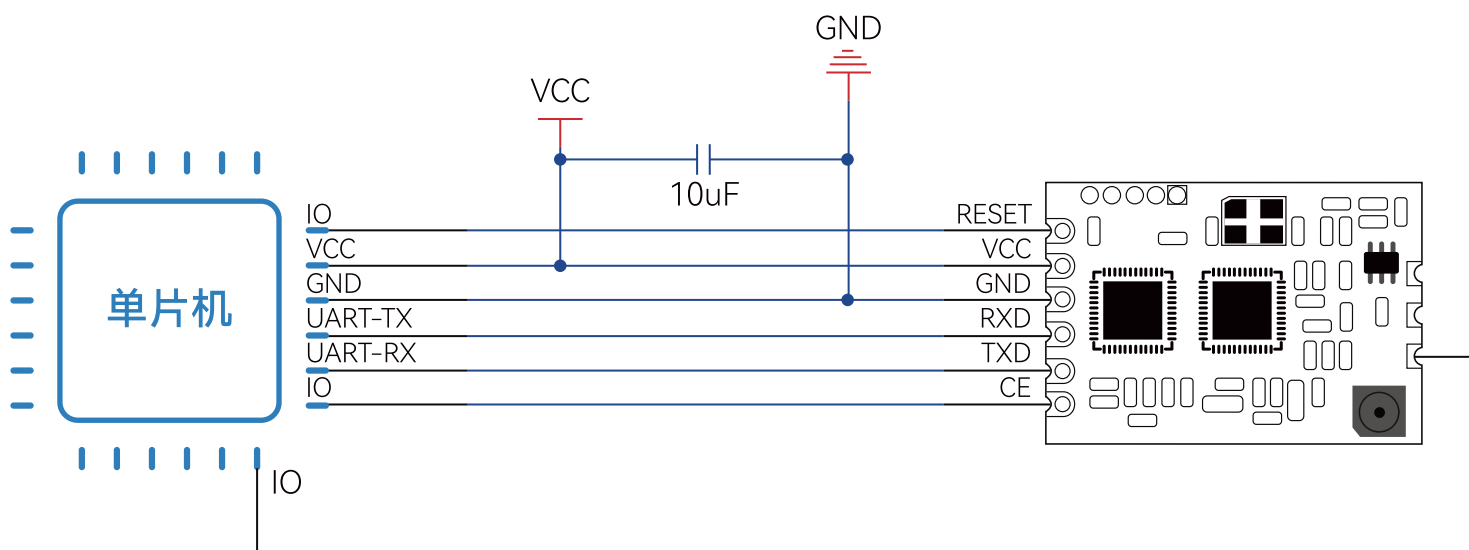 GND
VCC
10uF
IO
RESET
VCC
VCC
GND
GND
单片机
UART-TX
RXD
UART-RX
TXD
IO
CE
IO